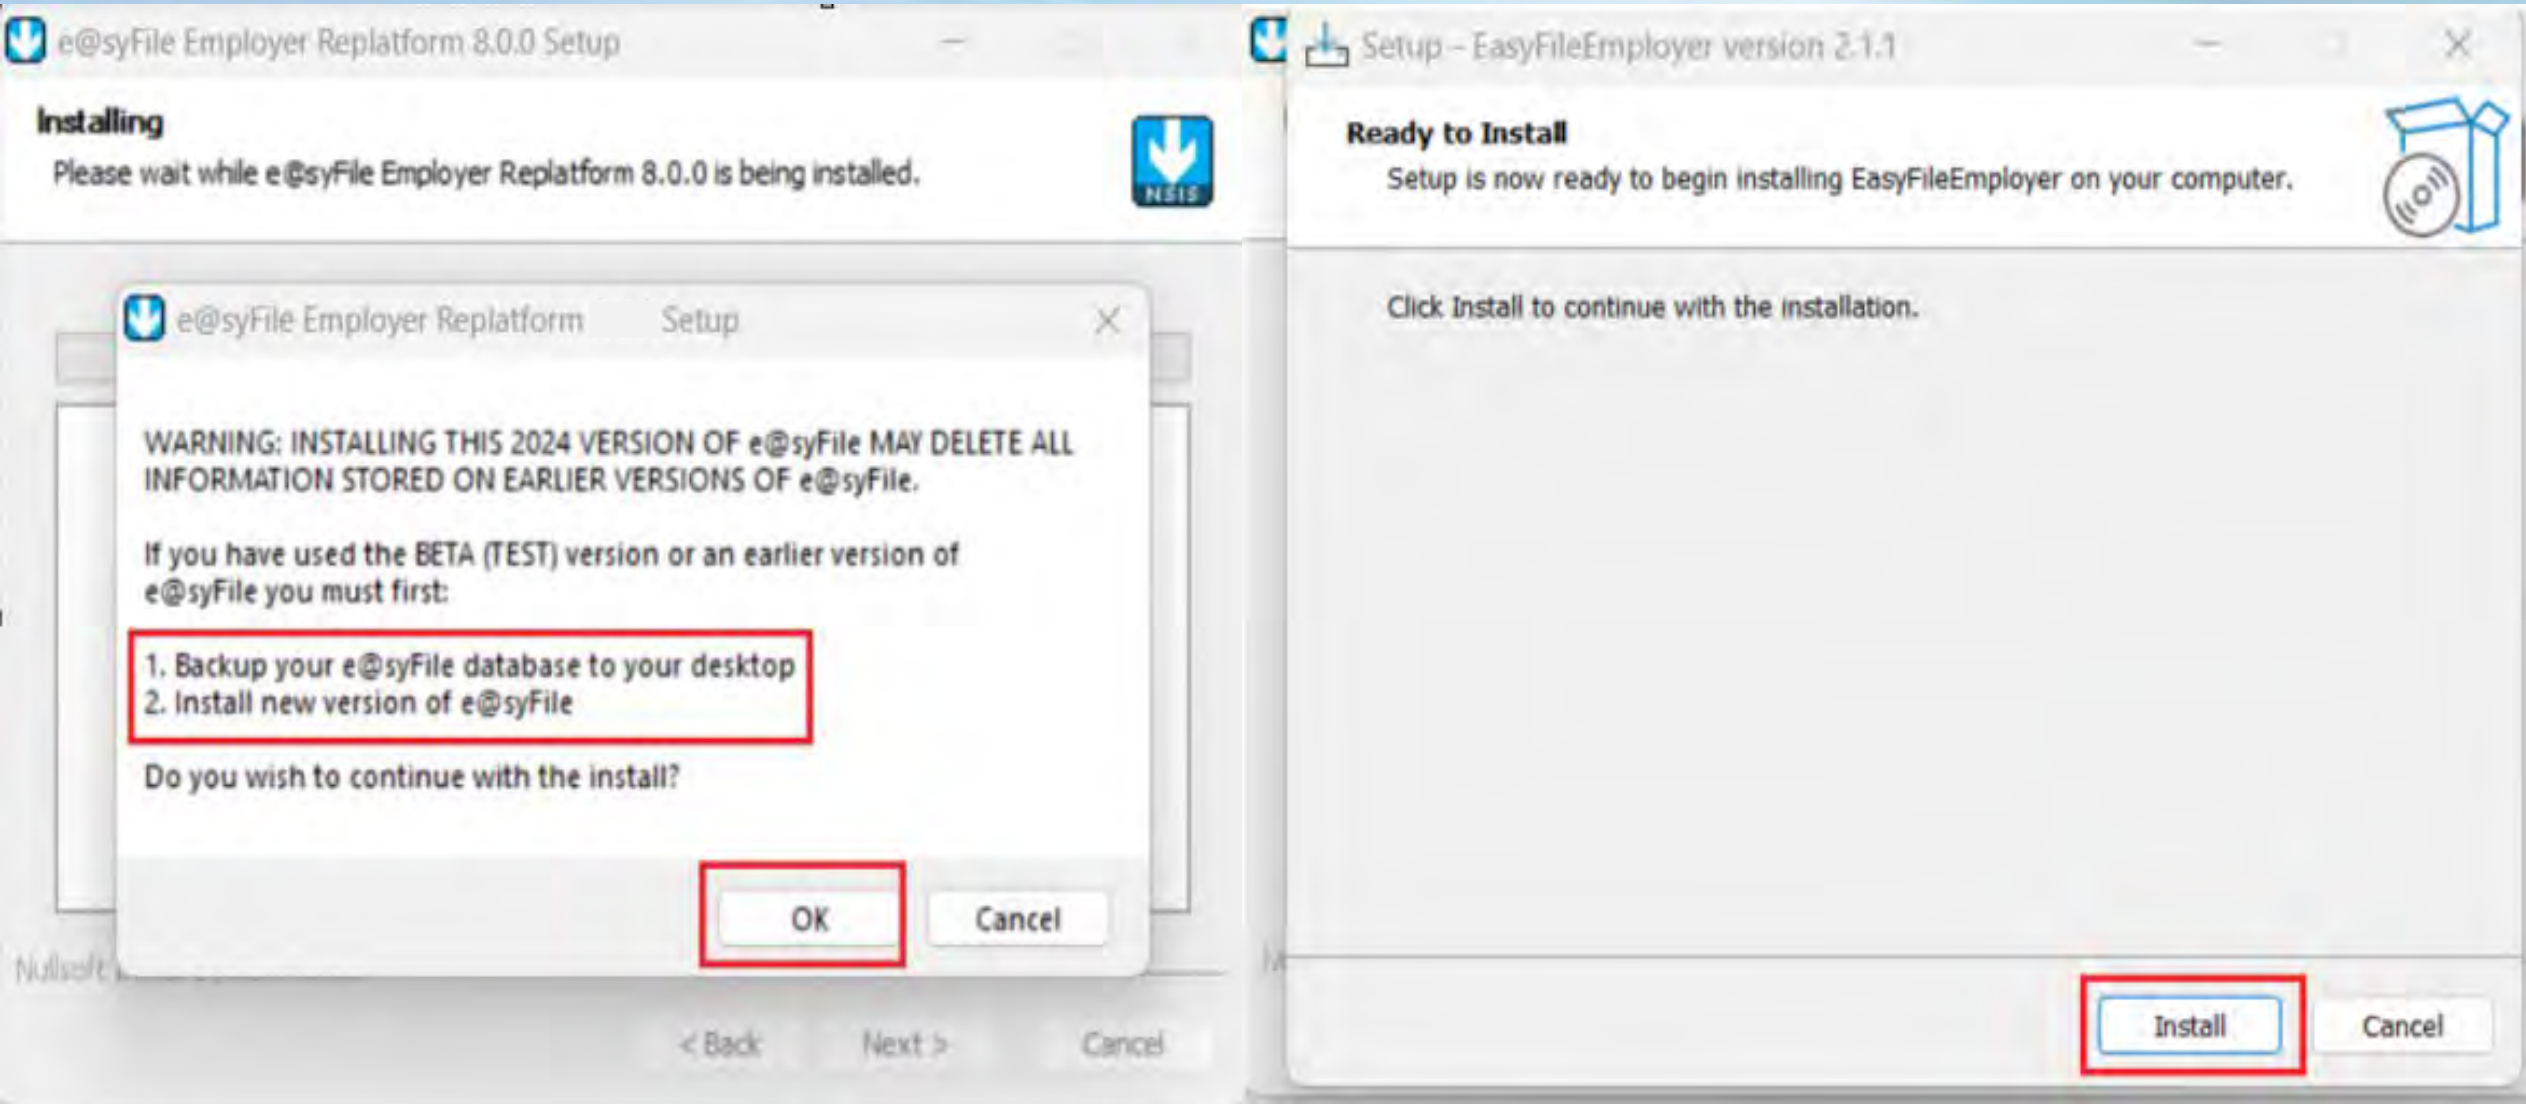 e@syFile Employer Replatform 8.0.0 Setup
Installing
Please wait while e@syFile Employer Replatform 8.0.0 is being installed.
NSIS
e@syFile Employer Replatform Setup
WARNING: INSTALLING THIS 2024 VERSION OF e@syFile MAY DELETE ALL
INFORMATION STORED ON EARLIER VERSIONS OF e@syFile.
If you have used the BETA (TEST) version or an earlier version of
e@syFile you must first:
1. Backup your e@syFile database to your desktop
2. Install new version of e@syFile
Do you wish to continue with the install?
OK
Cancel
Nullsoft
< Back
Next >
Cancel
Setup - EasyFileEmployer version 2.1.1
Ready to Install
Setup is now ready to begin installing EasyFileEmployer on your computer.
Click Install to continue with the installation.
Install
Cancel